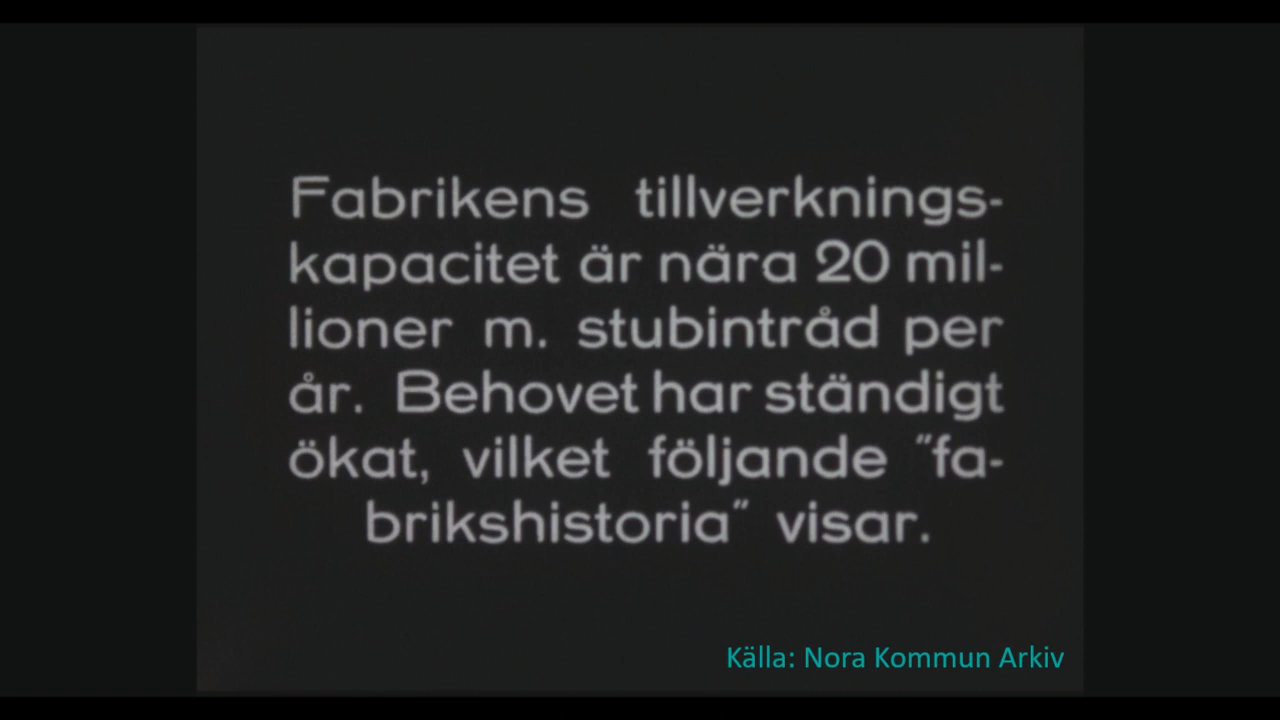 Fabrikens tillverknings-
kapacitet är nära 20 mil-
lioner m. stubintråd per
år. Behovet har ständigt
ökat, vilket följande "fa-
brikshistoria" visar.
Källa: Nora Kommun Arkiv